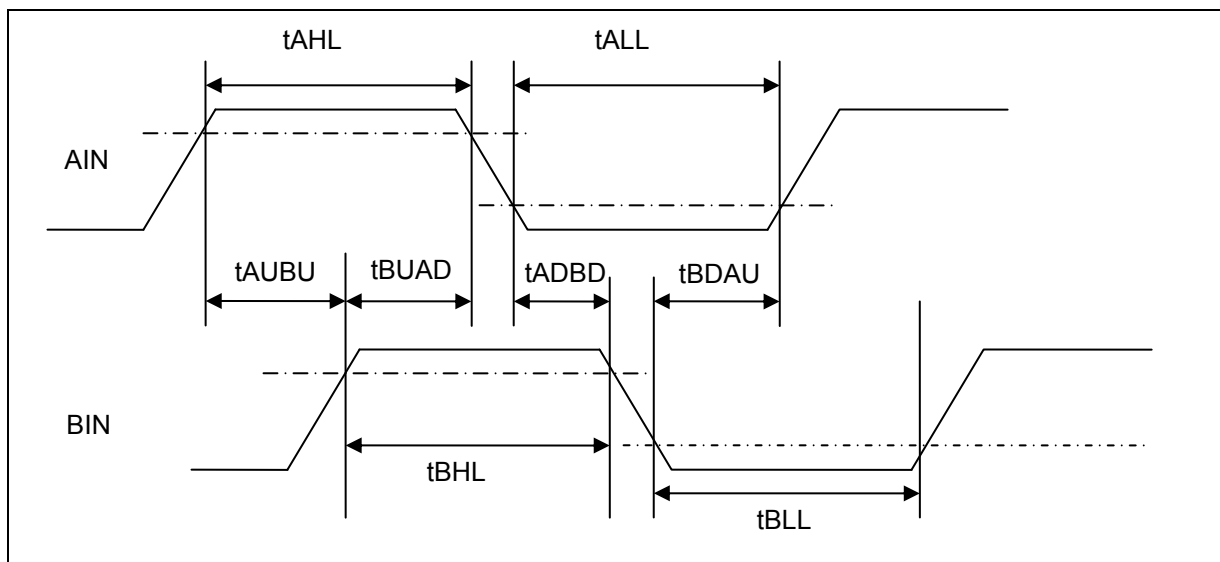 tAHL tALL
AIN
tAUBU tBUAD tADBD tBDAU
BIN
tBHL
tBLL